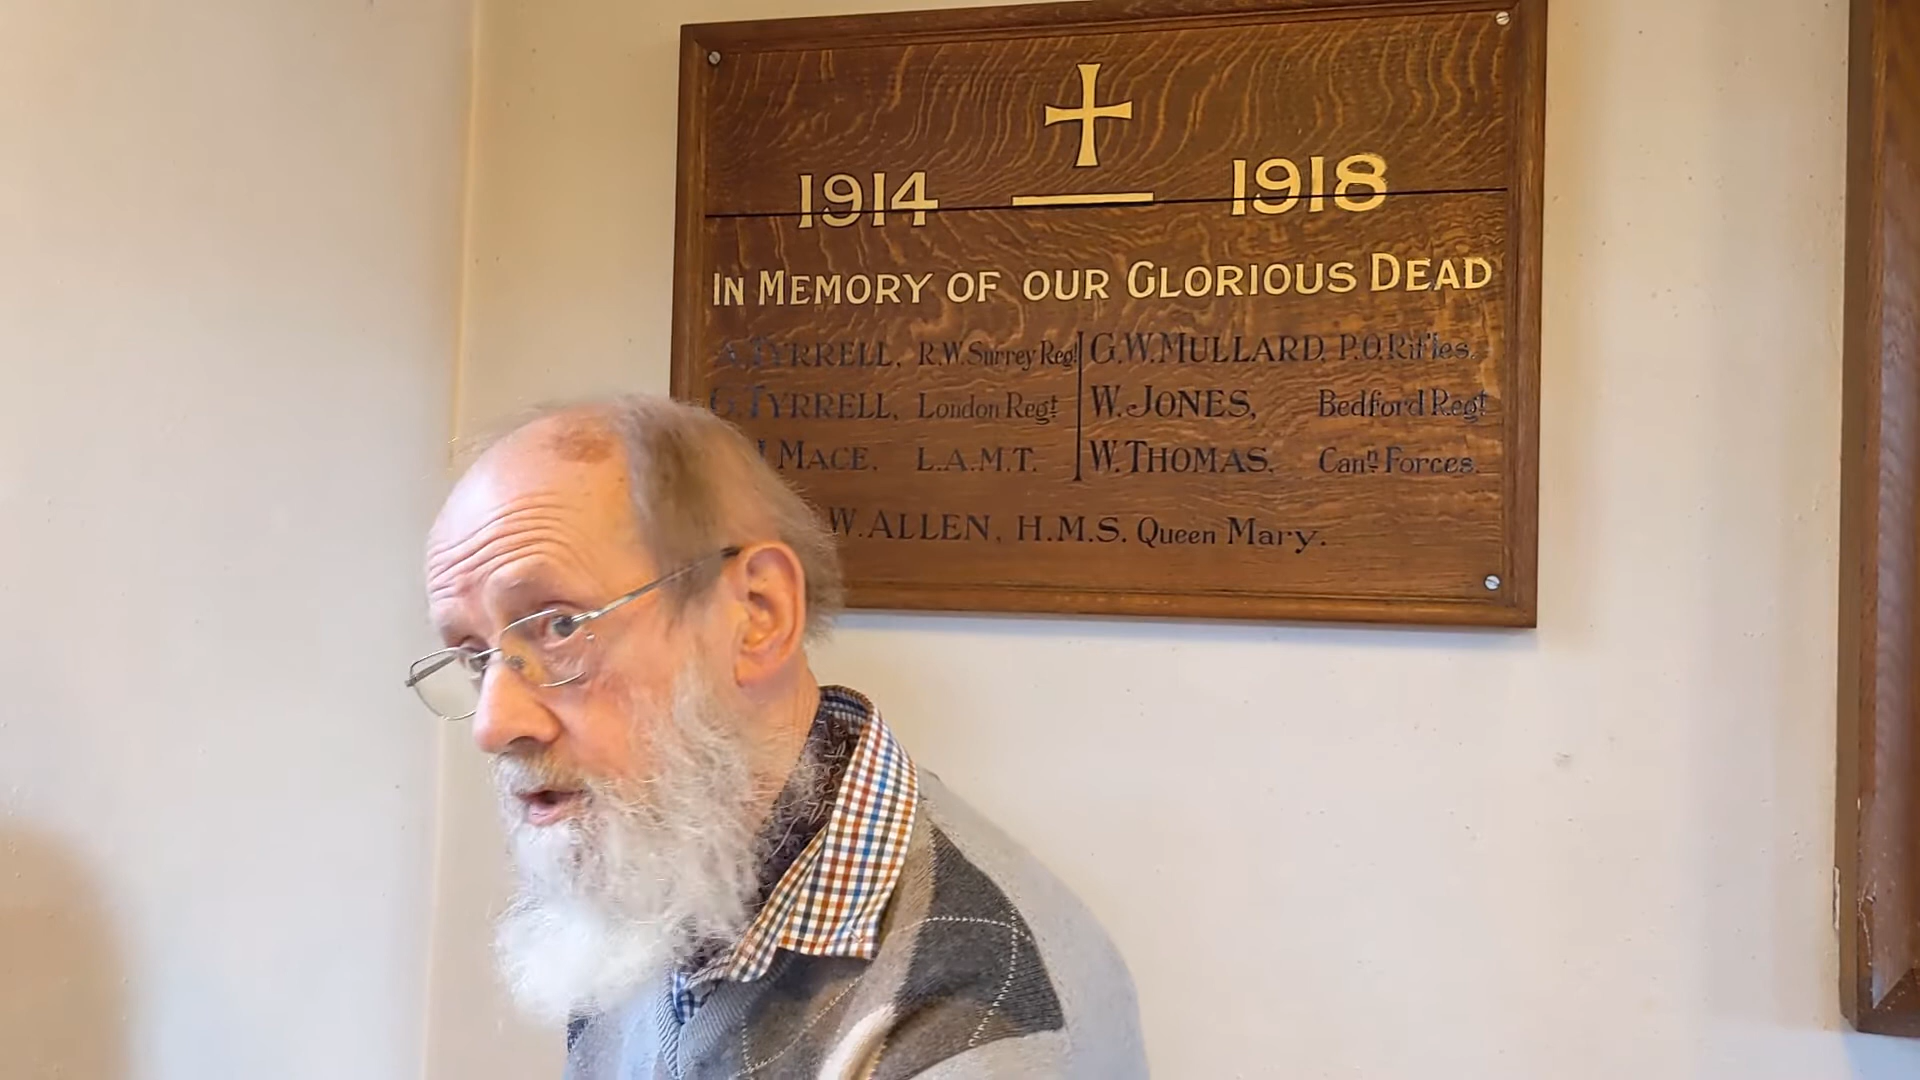 1914 — 1918
IN MEMORY OF OUR GLORIOUS DEAD
A. TYRRELL, R.W. Surrey Regt
G. TYRRELL, London Regt
MACE, L.A.M.T.
G.W. MULLARD, P.O. Rifles.
W. JONES, Bedford Regt
W. THOMAS, Cann Forces.
W. ALLEN, H.M.S. Queen Mary.